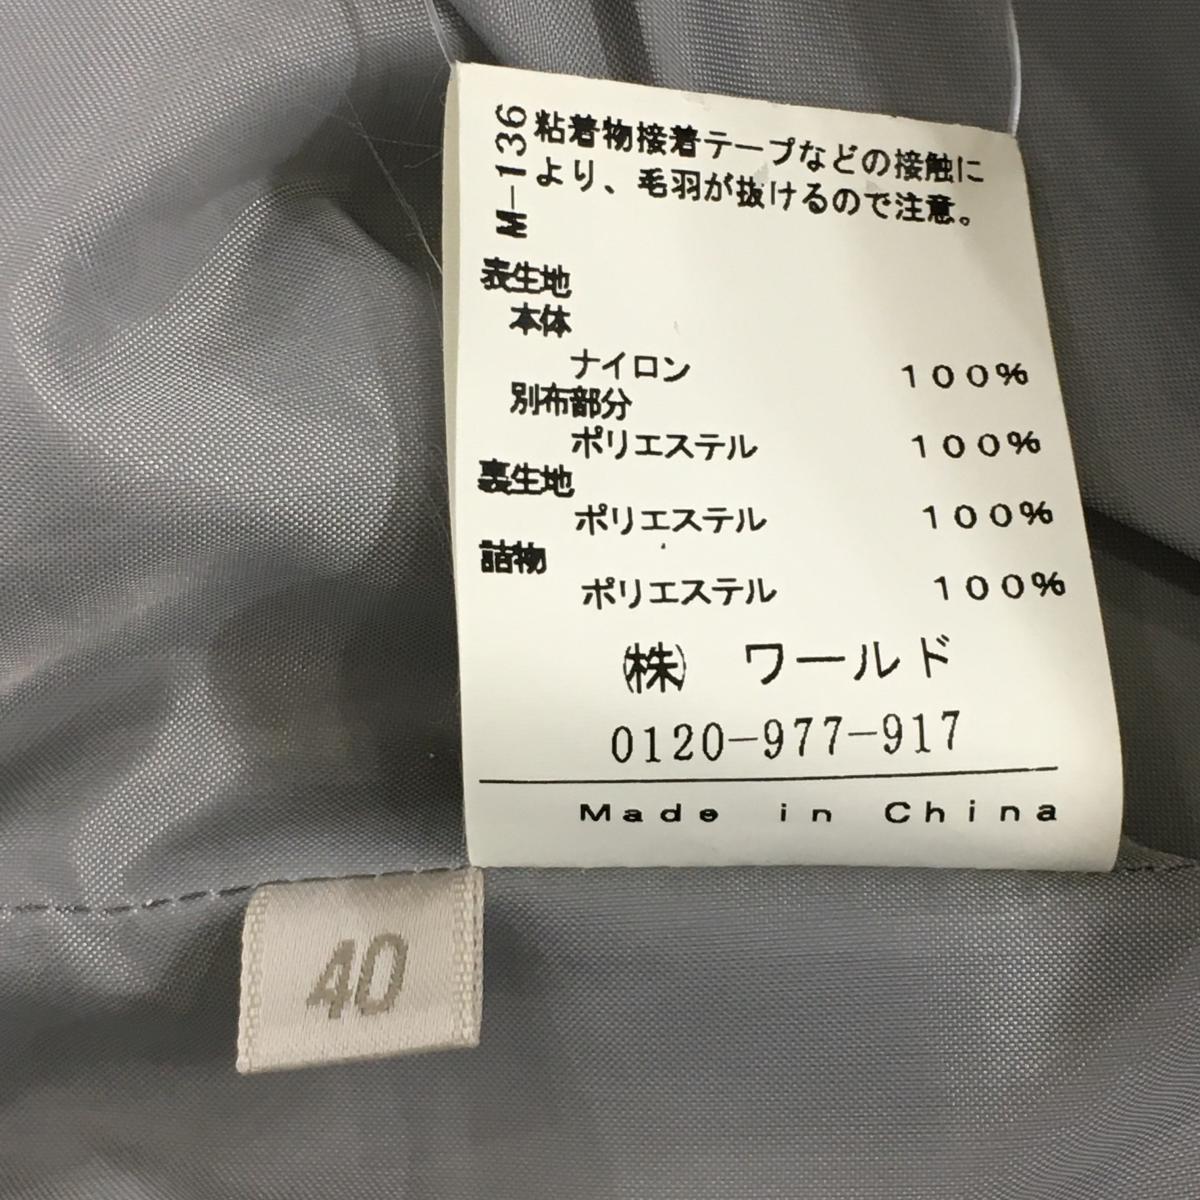 M-136
粘着物接着テープなどの接触に
より、毛羽が抜けるので注意。
表生地
本体
ナイロン 100%
別布部分
ポリエステル 100%
裏生地
ポリエステル 100%
詰物
ポリエステル 100%
㈱ ワールド
0120-977-917
Made in China
40